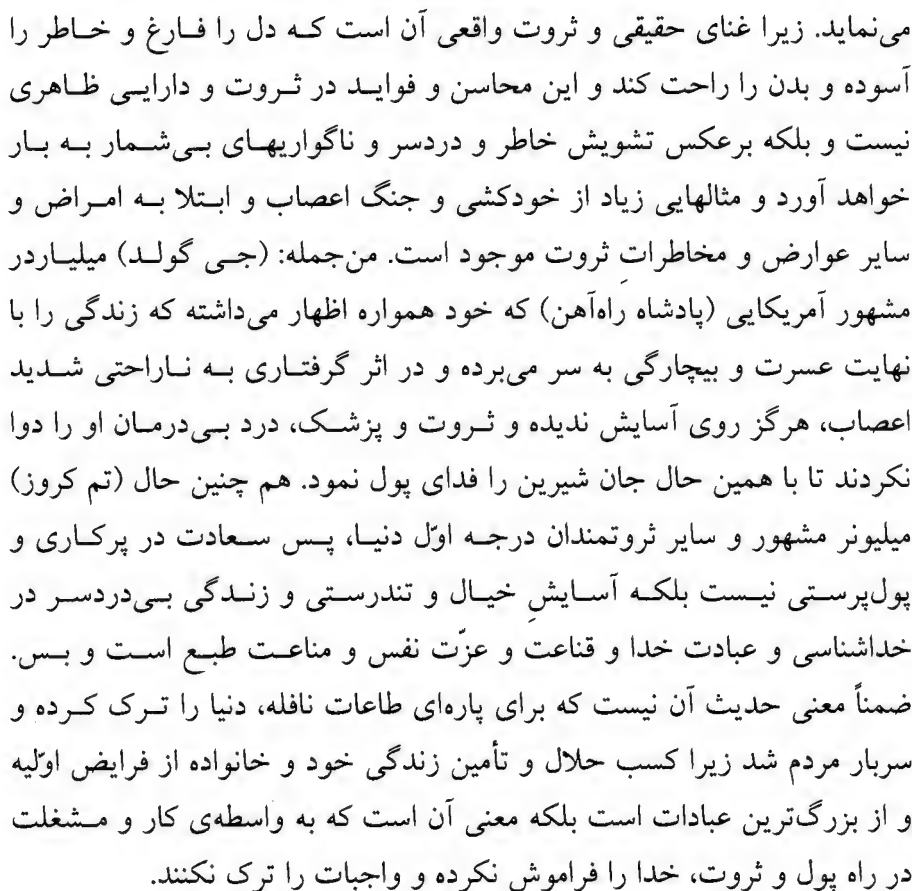 می‌نماید. زیرا غنای حقیقی و ثروت واقعی آن است که دل را فارغ و خاطر را
آسوده و بدن را راحت کند و این محاسن و فواید در ثروت و دارایی ظاهری
نیست و بلکه برعکس تشویش خاطر و دردسر و ناگواریهای بی‌شمار به بار
خواهد آورد و مثالهایی زیاد از خودکشی و جنگ اعصاب و ابتلا به امراض و
سایر عوارض و مخاطراتِ ثروت موجود است. من‌جمله: (جی گولد) میلیاردر
مشهور آمریکایی (پادشاه راه‌آهن) که خود همواره اظهار می‌داشته که زندگی را با
نهایت عسرت و بیچارگی به سر می‌برده و در اثر گرفتاری به ناراحتی شدید
اعصاب، هرگز روی آسایش ندیده و ثروت و پزشک، درد بی‌درمان او را دوا
نکردند تا با همین حال جان شیرین را فدای پول نمود. هم چنین حال (تم کروز)
میلیونر مشهور و سایر ثروتمندان درجه اوّل دنیا، پس سعادت در پرکاری و
پول‌پرستی نیست بلکه آسایشِ خیال و تندرستی و زندگی بی‌دردسر در
خداشناسی و عبادت خدا و قناعت و عزّت نفس و مناعت طبع است و بس.
ضمناً معنی حدیث آن نیست که برای پاره‌ای طاعات نافله، دنیا را ترک کرده و
سربار مردم شد زیرا کسب حلال و تأمین زندگی خود و خانواده از فرایض اوّلیه
و از بزرگ‌ترین عبادات است بلکه معنی آن است که به واسطه‌ی کار و مشغلت
در راه پول و ثروت، خدا را فراموش نکرده و واجبات را ترک نکنند.